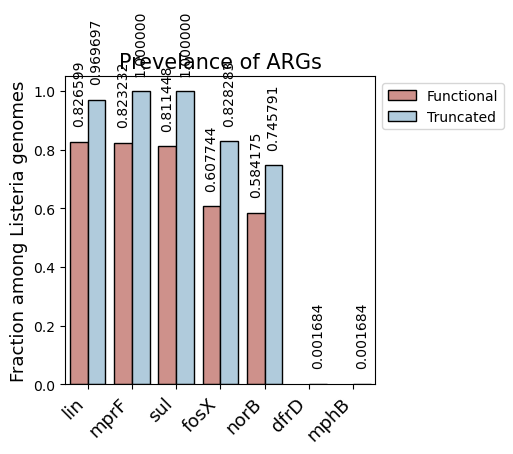 Prevelance of ARGs
Fraction among Listeria genomes
1.0
0.8
0.6
0.4
0.2
0.0
0.826599
0.969697
0.823232
1.000000
0.811448
1.000000
0.607744
0.828283
0.584175
0.745791
0.001684
0.001684
lin
mprF
sul
fosX
norB
dfrD
mphB
Functional
Truncated